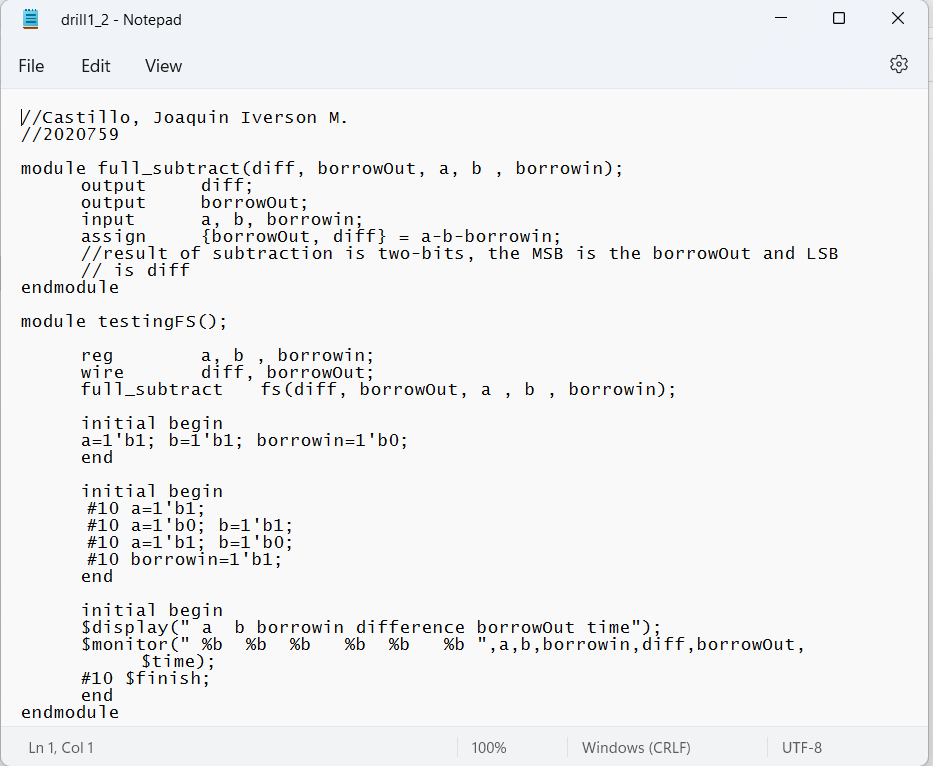 drill1_2 - Notepad
File Edit View
//Castillo, Joaquin Iverson M.
//2020759
module full_subtract(diff, borrowOut, a, b , borrowin);
output diff;
output borrowOut;
input a, b, borrowin;
assign {borrowOut, diff} = a-b-borrowin;
//result of subtraction is two-bits, the MSB is the borrowOut and LSB
// is diff
endmodule
module testingFS();
reg a, b , borrowin;
wire diff, borrowOut;
full_subtract fs(diff, borrowOut, a , b , borrowin);
initial begin
a=1'b1; b=1'b1; borrowin=1'b0;
end
initial begin
#10 a=1'b1;
#10 a=1'b0; b=1'b1;
#10 a=1'b1; b=1'b0;
#10 borrowin=1'b1;
end
initial begin
$display(" a  b borrowin difference borrowOut time");
$monitor(" %b  %b  %b   %b  %b   %b ",a,b,borrowin,diff,borrowOut,
$time);
#10 $finish;
end
endmodule
Ln 1, Col 1 100% Windows (CRLF) UTF-8